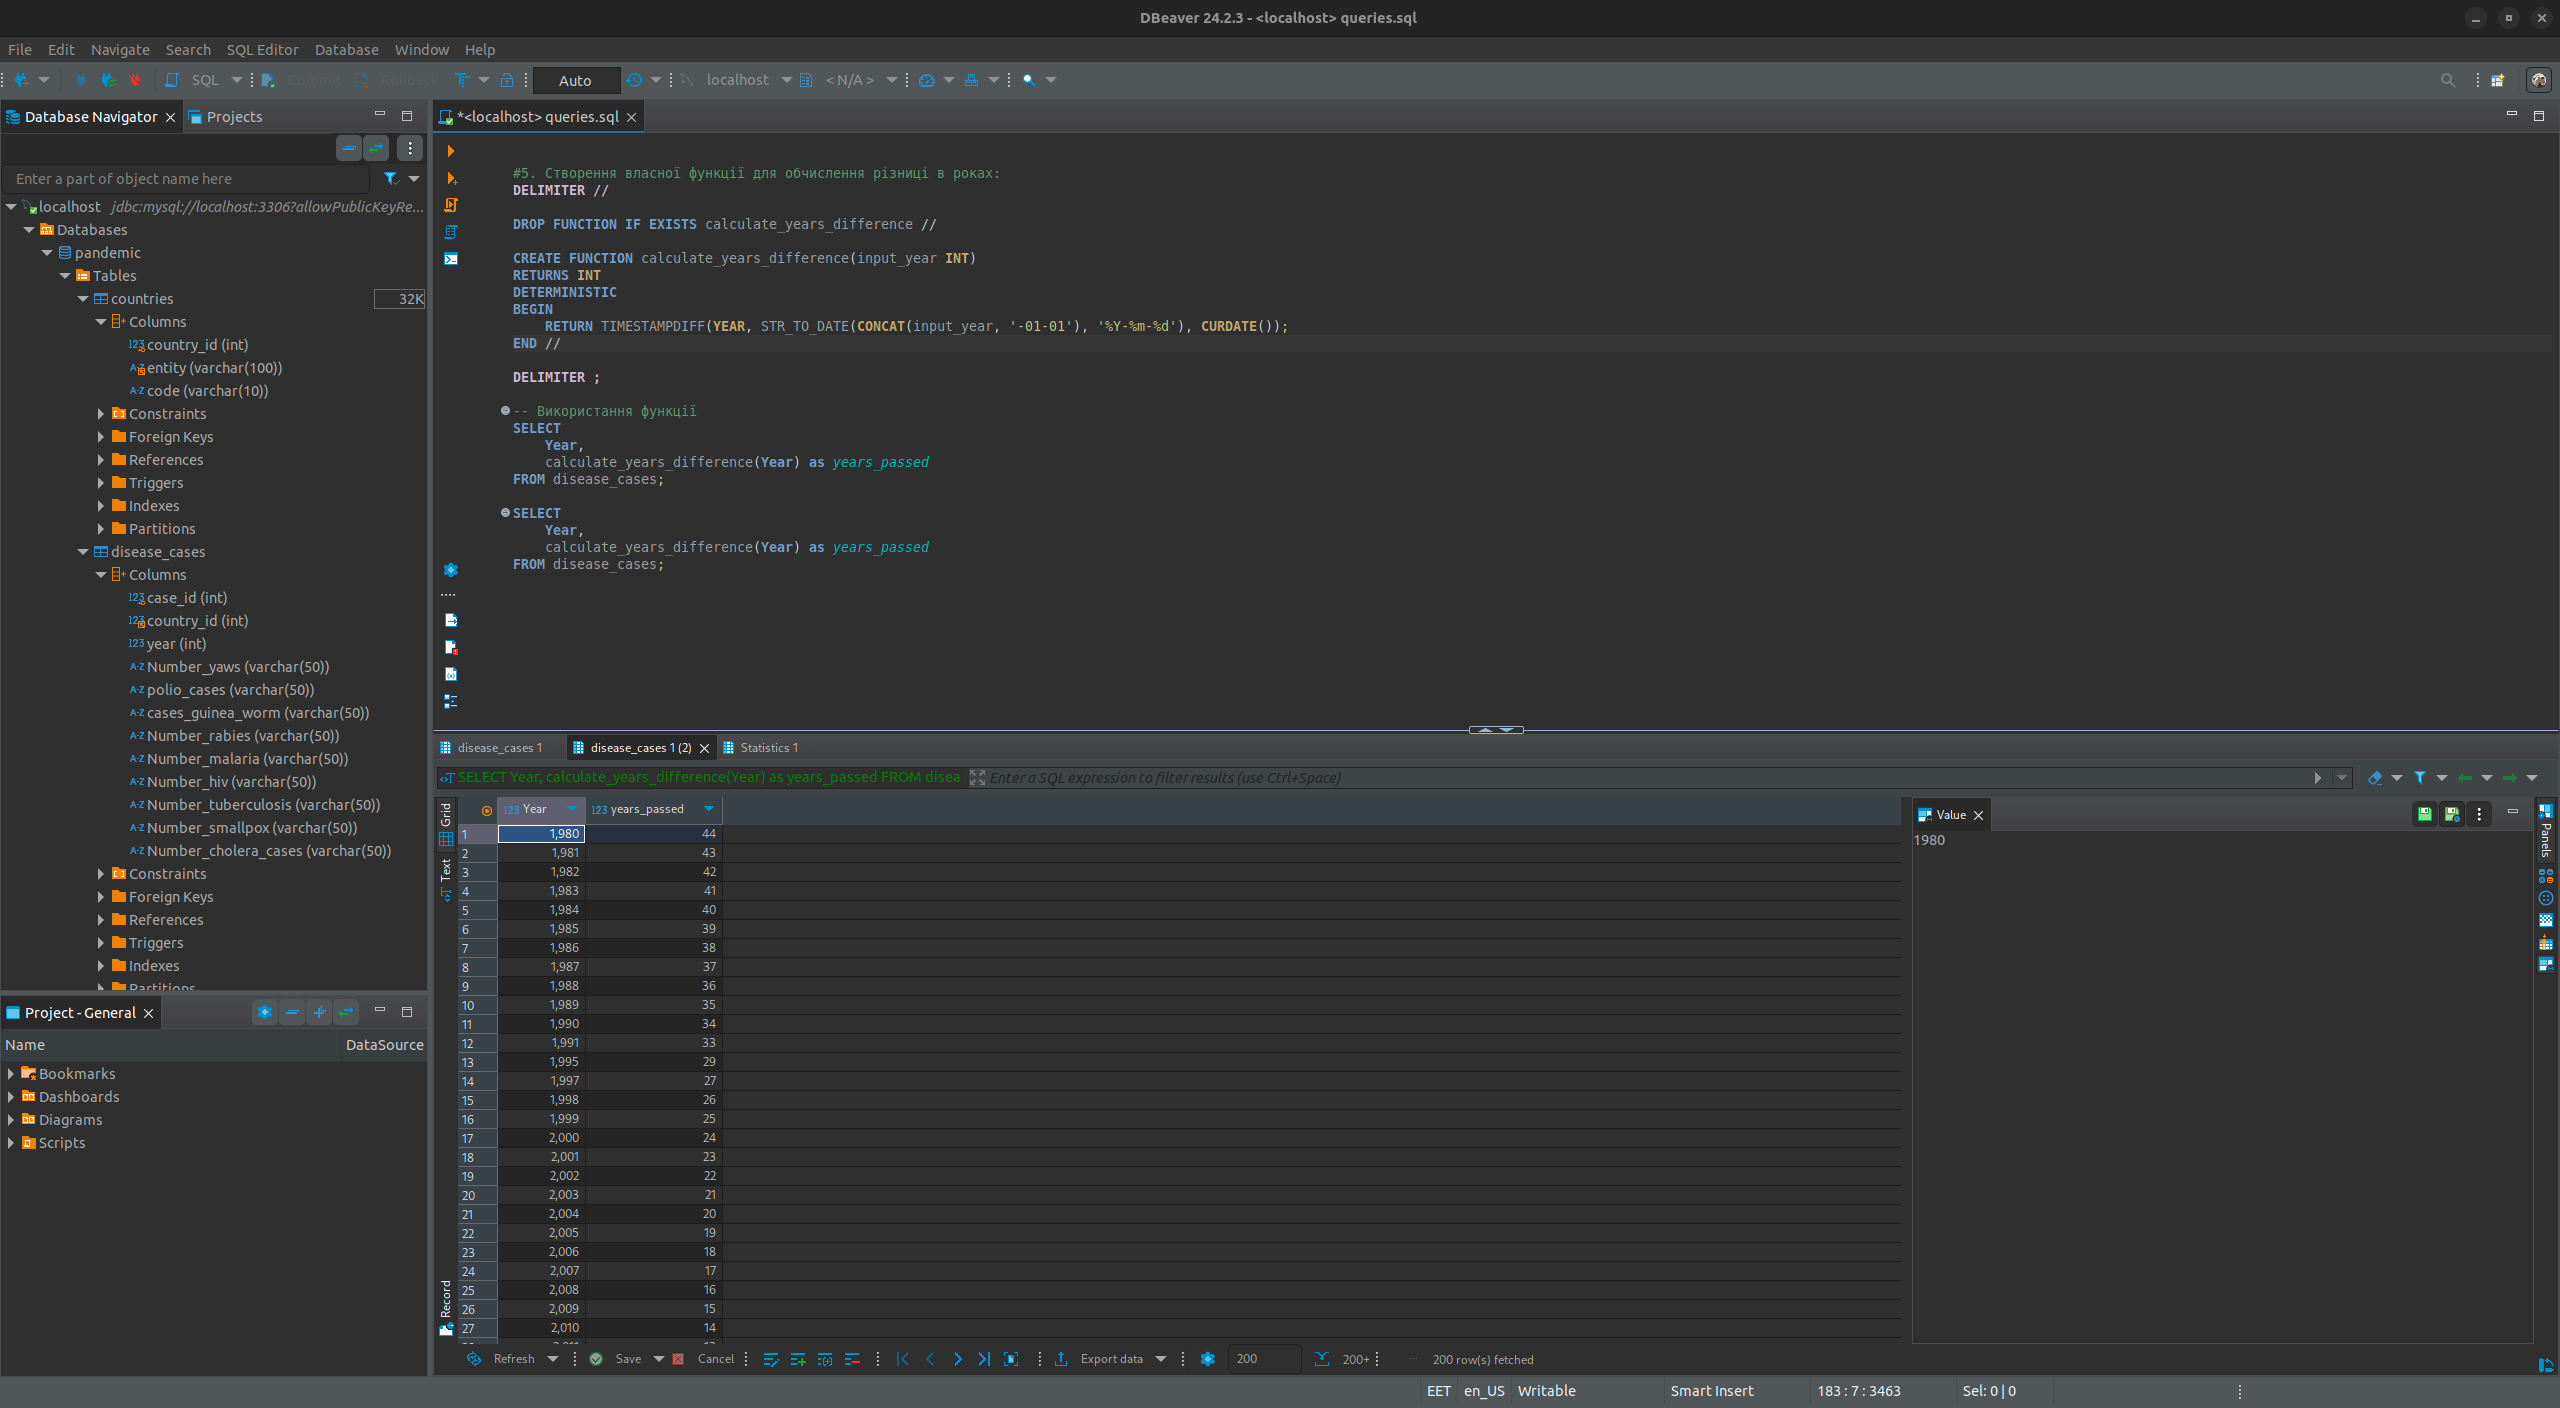 DBeaver 24.2.3 - <localhost> queries.sql
File Edit Navigate Search SQL Editor Database Window Help
SQL Commit Rollback Auto localhost < N/A >
Database Navigator Projects
*<localhost> queries.sql
Enter a part of object name here
localhost jdbc:mysql://localhost:3306?allowPublicKeyRe...
Databases
pandemic
Tables
countries 32K
Columns
country_id (int)
entity (varchar(100))
code (varchar(10))
Constraints
Foreign Keys
References
Triggers
Indexes
Partitions
disease_cases
Columns
case_id (int)
country_id (int)
year (int)
Number_yaws (varchar(50))
polio_cases (varchar(50))
cases_guinea_worm (varchar(50))
Number_rabies (varchar(50))
Number_malaria (varchar(50))
Number_hiv (varchar(50))
Number_tuberculosis (varchar(50))
Number_smallpox (varchar(50))
Number_cholera_cases (varchar(50))
Constraints
Foreign Keys
References
Triggers
Indexes
Partitions
Project - General
Name DataSource
Bookmarks
Dashboards
Diagrams
Scripts
#5. Створення власної функції для обчислення різниці в роках:
DELIMITER //
DROP FUNCTION IF EXISTS calculate_years_difference //
CREATE FUNCTION calculate_years_difference(input_year INT)
RETURNS INT
DETERMINISTIC
BEGIN
RETURN TIMESTAMPDIFF(YEAR, STR_TO_DATE(CONCAT(input_year, '-01-01'), '%Y-%m-%d'), CURDATE());
END //
DELIMITER ;
-- Використання функції
SELECT
Year,
calculate_years_difference(Year) as years_passed
FROM disease_cases;
SELECT
Year,
calculate_years_difference(Year) as years_passed
FROM disease_cases;
disease_cases 1 disease_cases 1 (2) Statistics 1
SELECT Year, calculate_years_difference(Year) as years_passed FROM disea Enter a SQL expression to filter results (use Ctrl+Space)
Grid
Text
Record
123 Year 123 years_passed
1 1,980 44
2 1,981 43
3 1,982 42
4 1,983 41
5 1,984 40
6 1,985 39
7 1,986 38
8 1,987 37
9 1,988 36
10 1,989 35
11 1,990 34
12 1,991 33
13 1,995 29
14 1,997 27
15 1,998 26
16 1,999 25
17 2,000 24
18 2,001 23
19 2,002 22
20 2,003 21
21 2,004 20
22 2,005 19
23 2,006 18
24 2,007 17
25 2,008 16
26 2,009 15
27 2,010 14
Value
1980
Panels
Refresh Save Cancel Export data 200 200+ 200 row(s) fetched
EET en_US Writable Smart Insert 183 : 7 : 3463 Sel: 0 | 0